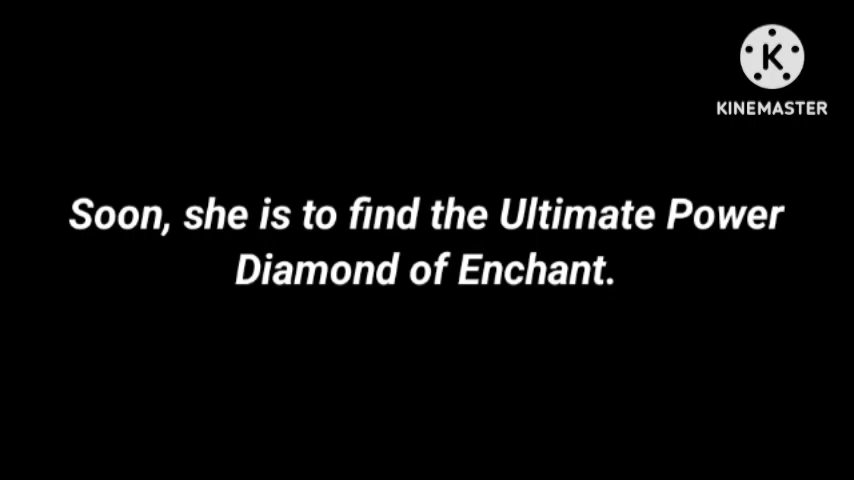 K
KINEMASTER
Soon, she is to find the Ultimate Power
Diamond of Enchant.